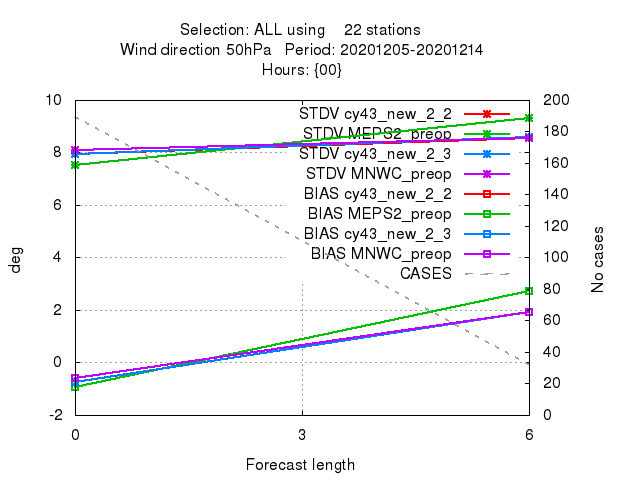 Selection: ALL using 22 stations
Wind direction 50hPa Period: 20201205-20201214
Hours: {00}
10
8
6
4
2
0
-2
200
180
160
140
120
100
80
60
40
20
0
STDV cy43_new_2_2
STDV MEPS2_preop
STDV cy43_new_2_3
STDV MNWC_preop
BIAS cy43_new_2_2
BIAS MEPS2_preop
BIAS cy43_new_2_3
BIAS MNWC_preop
CASES
deg
No cases
0 3 6
Forecast length